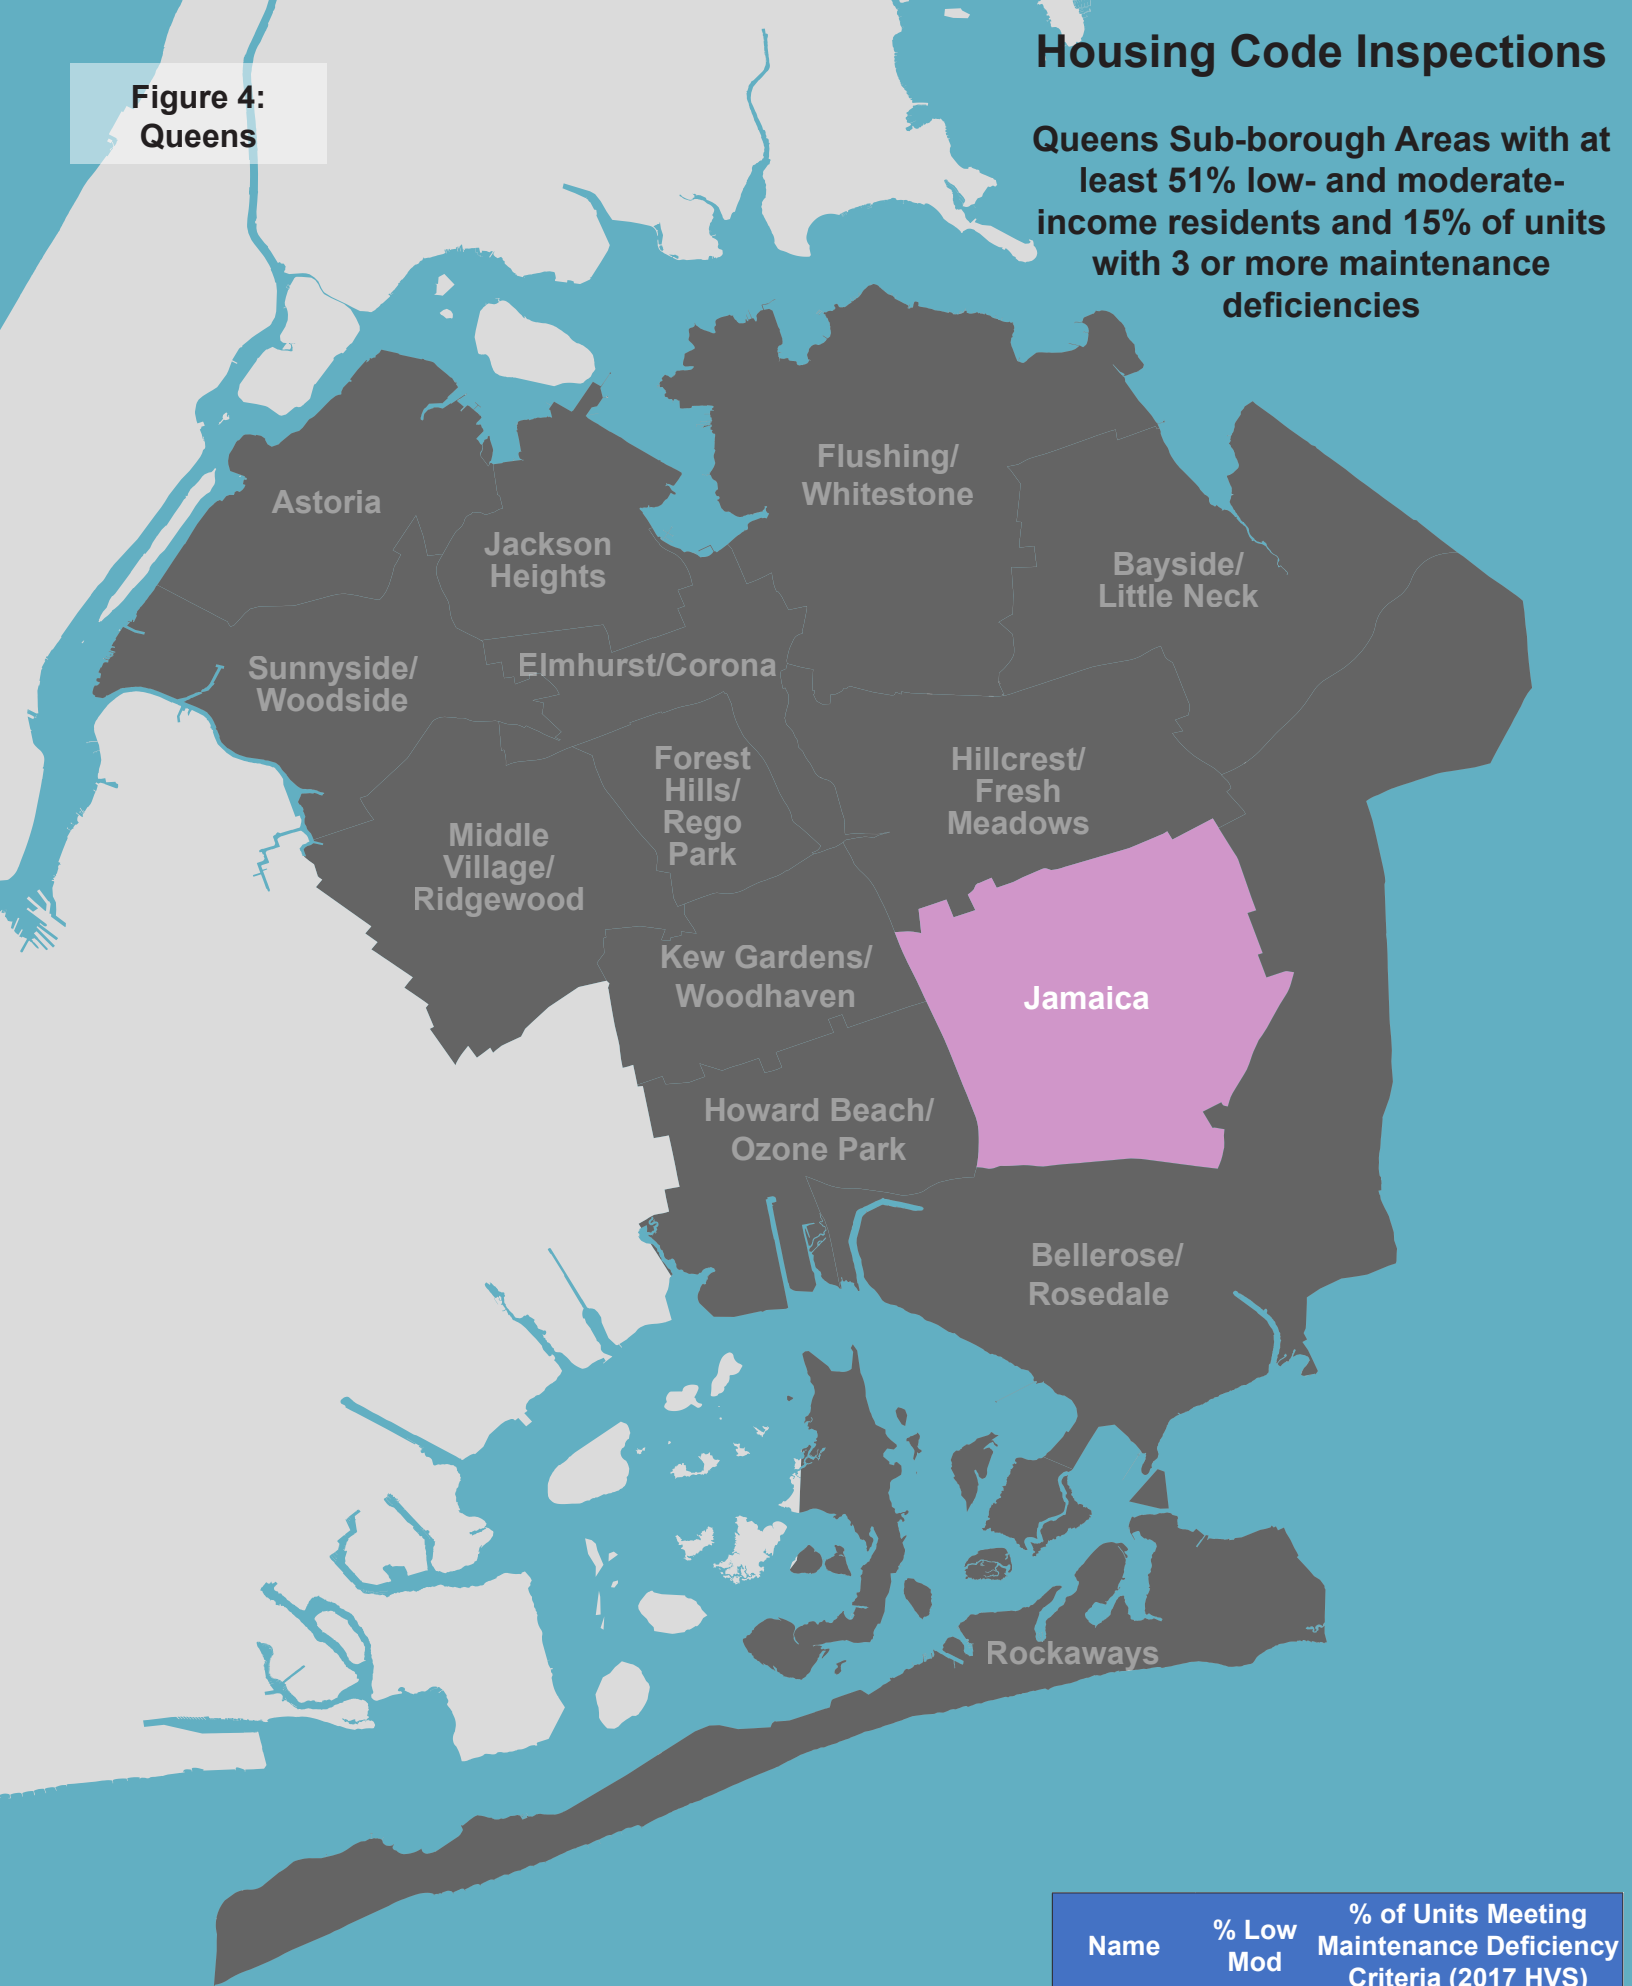 Housing Code Inspections
Figure 4:
Queens
Queens Sub-borough Areas with at
least 51% low- and moderate-
income residents and 15% of units
with 3 or more maintenance
deficiencies
Flushing/
Whitestone
Astoria
Jackson
Heights
Bayside/
Little Neck
Sunnyside/
Woodside
Elmhurst/Corona
Forest
Hills/
Rego
Park
Hillcrest/
Fresh
Meadows
Middle
Village/
Ridgewood
Kew Gardens/
Woodhaven
Jamaica
Howard Beach/
Ozone Park
Bellerose/
Rosedale
Rockaways
Name
% Low
Mod
% of Units Meeting
Maintenance Deficiency
Criteria (2017 HVS)